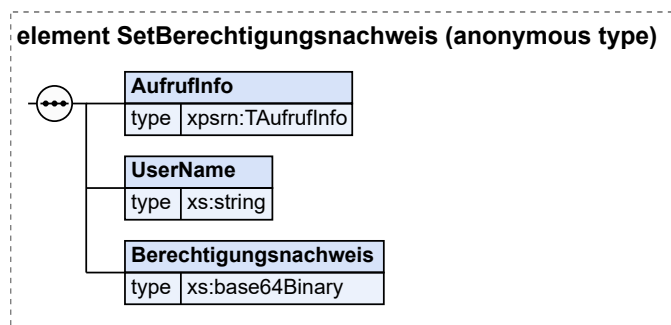 element SetBerechtigungsnachweis (anonymous type)
AufrufInfo
type xpsrn:TAufrufInfo
UserName
type xs:string
Berechtigungsnachweis
type xs:base64Binary